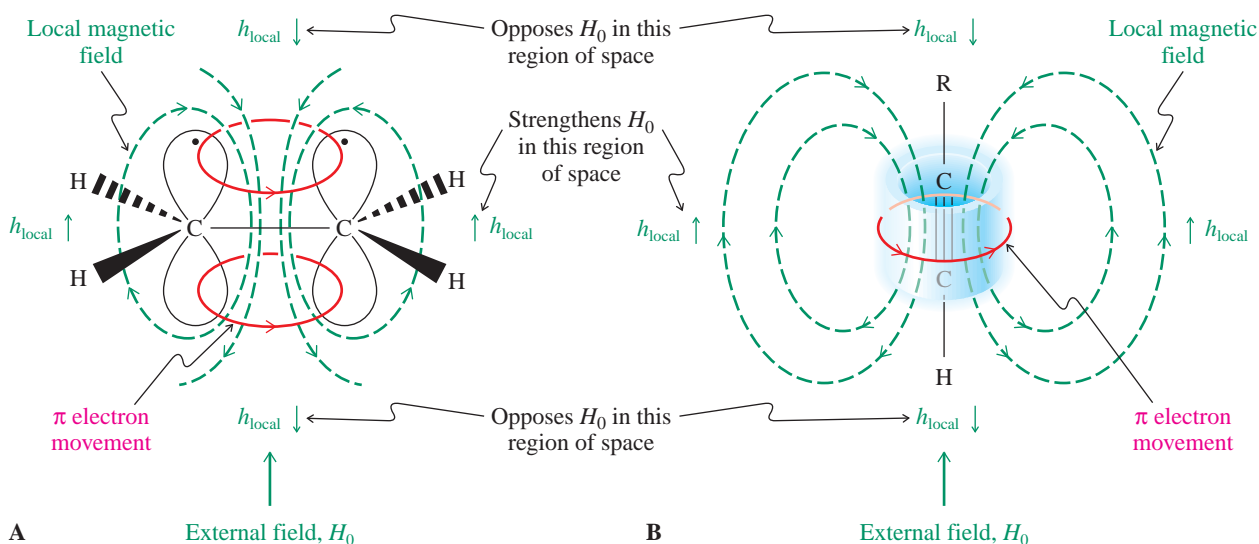 Local magnetic
field
h_local ↓
Opposes H_0 in this
region of space
h_local ↓
Local magnetic
field
R
Strengthens H_0
in this region
of space
H
H
C
C
C
H
H
h_local ↑
↑ h_local
h_local ↑
↑ h_local
C
H
π electron
movement
h_local ↓
Opposes H_0 in this
region of space
h_local ↓
π electron
movement
A
External field, H_0
B
External field, H_0